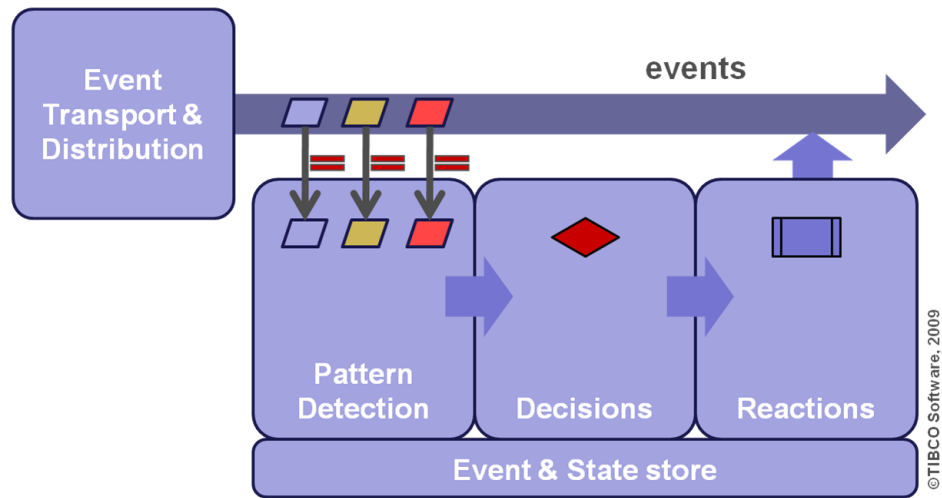 Event
Transport &
Distribution
events
Pattern
Detection
Decisions
Reactions
Event & State store
©TIBCO Software, 2009